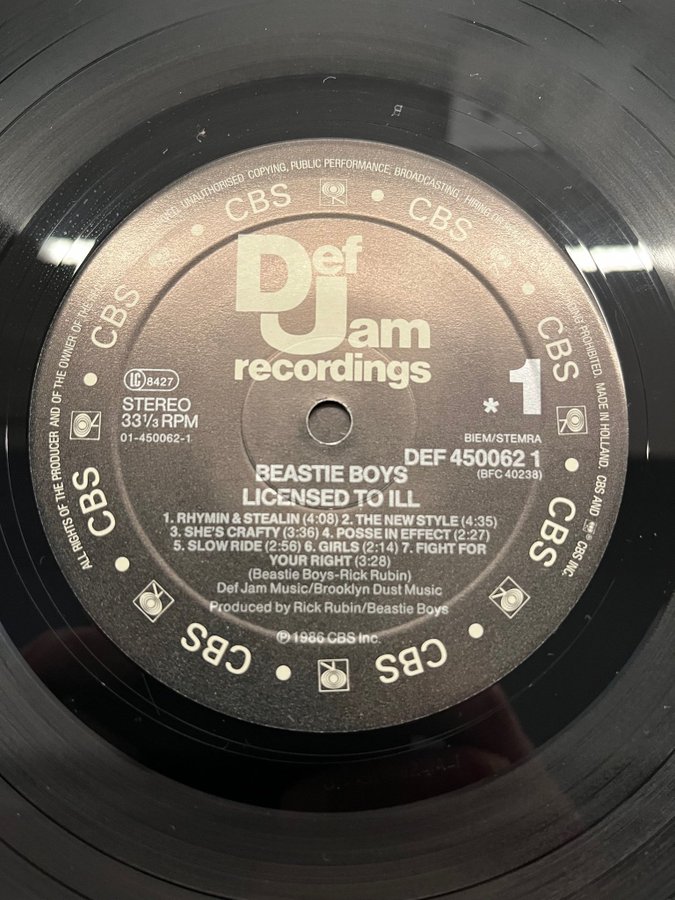 UNAUTHORISED COPYING, PUBLIC PERFORMANCE, BROADCASTING, HIRING OR
PROHIBITED. MADE IN HOLLAND.
CBS AND
℗ CBS INC
ALL RIGHTS OF THE PRODUCER AND OF THE OWNER OF THE
CBS
CBS
CBS
CBS
CBS
CBS
CBS
CBS
Def
Jam
recordings
LC 8427
STEREO
33⅓ RPM
01-450062-1
* 1
BIEM/STEMRA
DEF 450062 1
(BFC 40238)
BEASTIE BOYS
LICENSED TO ILL
1. RHYMIN & STEALIN (4:08) 2. THE NEW STYLE (4:35)
3. SHE'S CRAFTY (3:36) 4. POSSE IN EFFECT (2:27)
5. SLOW RIDE (2:56) 6. GIRLS (2:14) 7. FIGHT FOR
YOUR RIGHT (3:28)
(Beastie Boys-Rick Rubin)
Def Jam Music/Brooklyn Dust Music
Produced by Rick Rubin/Beastie Boys
℗ 1986 CBS Inc.